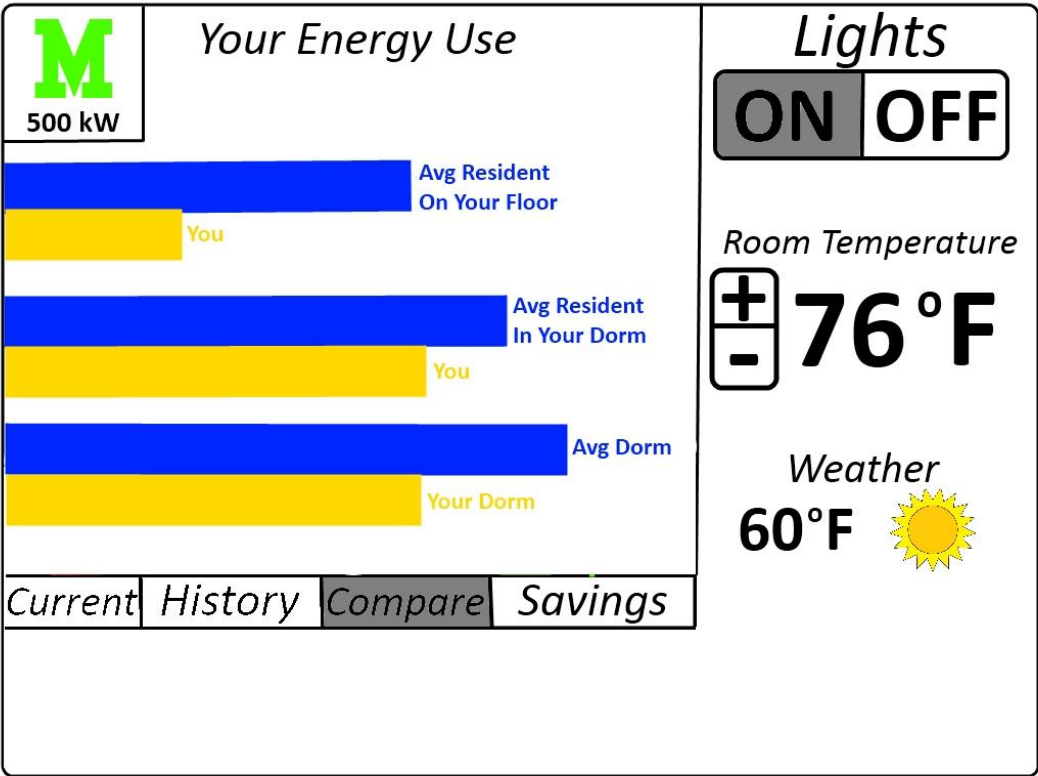 M
500 kW
Your Energy Use
Avg Resident
On Your Floor
You
Avg Resident
In Your Dorm
You
Avg Dorm
Your Dorm
Current History Compare Savings
Lights
ON OFF
Room Temperature
+
-
76°F
Weather
60°F